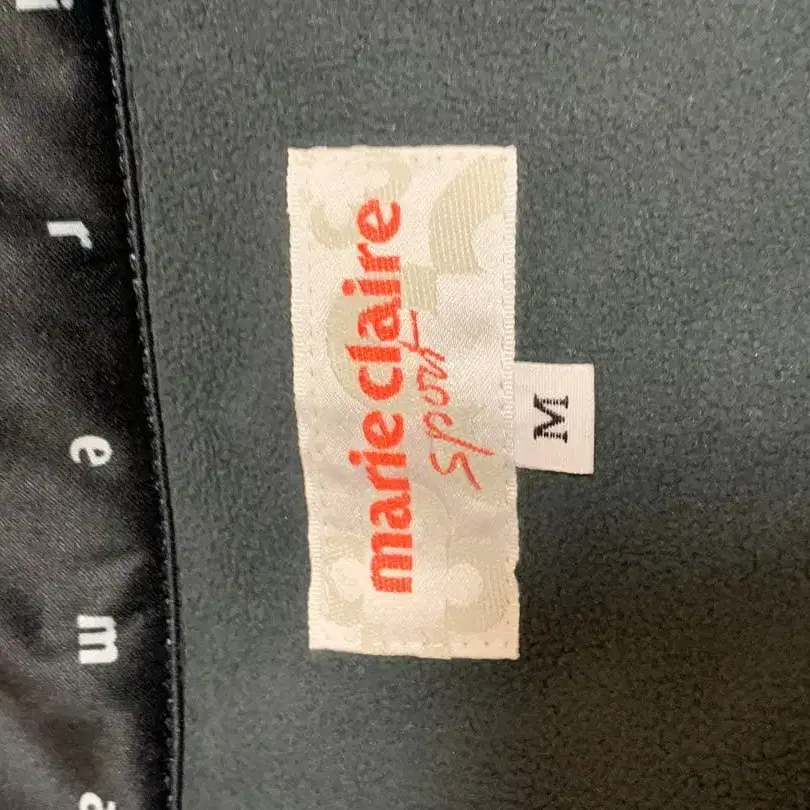 marie claire
sport
M
i r e m a